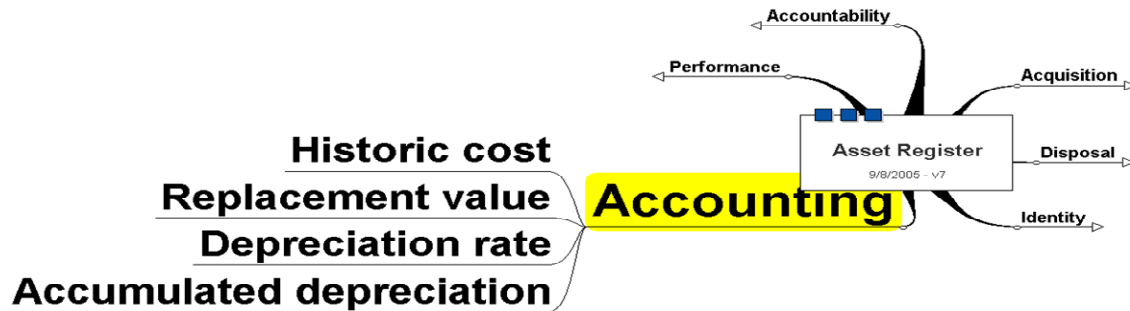 Accountability
Performance
Acquisition
Asset Register
9/8/2005 - v7
Disposal
Historic cost
Replacement value
Accounting
Identity
Depreciation rate
Accumulated depreciation